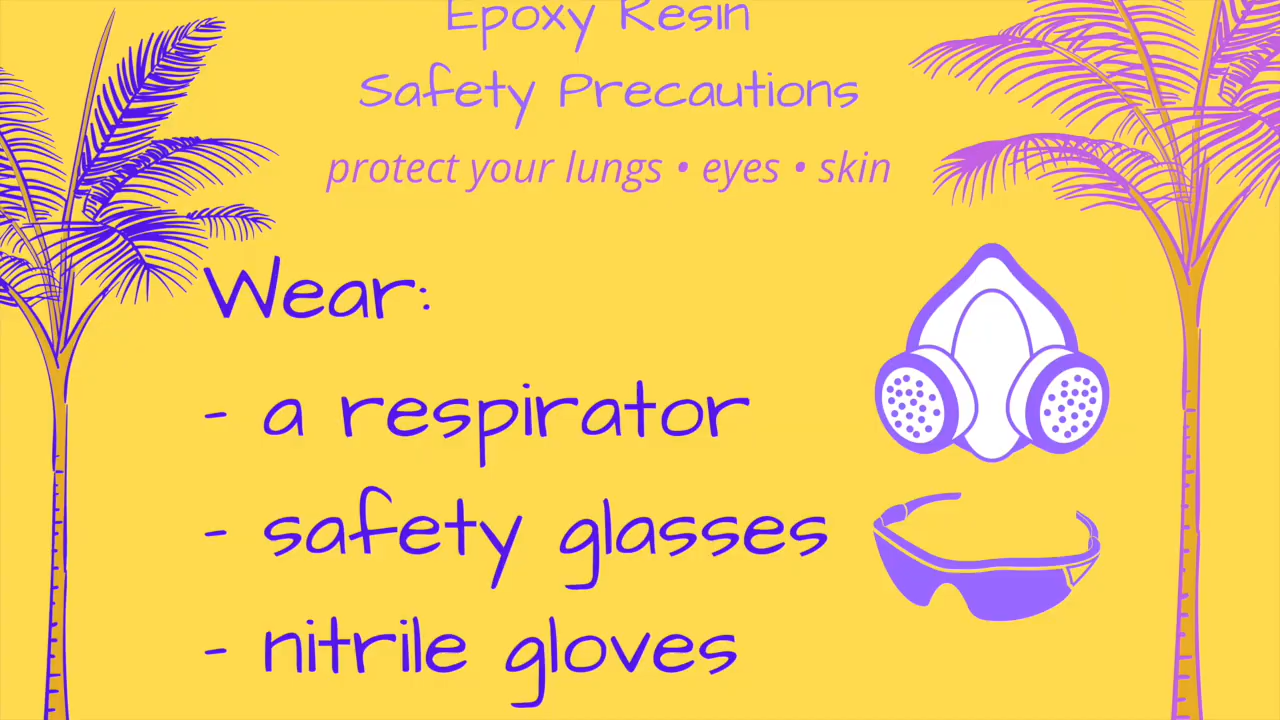 Epoxy Resin
Safety Precautions
protect your lungs • eyes • skin
Wear:
- a respirator
- safety glasses
- nitrile gloves